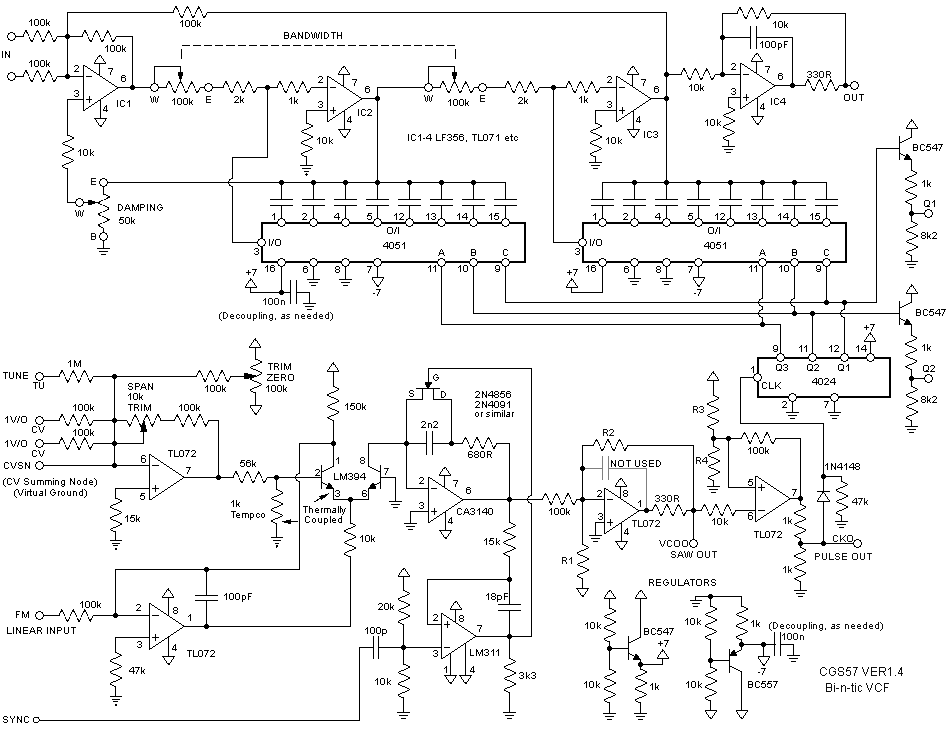 100k
100k
100k
10k
IN
100k
BANDWIDTH
100pF
7
2
6
3
4
IC1
W
100k
E
2k
1k
7
2
6
3
4
IC2
10k
W
100k
E
2k
1k
7
2
6
3
4
IC3
10k
10k
7
2
6
3
4
IC4
10k
330R
OUT
IC1-4 LF356, TL071 etc
10k
E
W
DAMPING
50k
B
BC547
1k
Q1
8k2
1
2
4
5
12
13
14
15
I/O
3
O/I
4051
A
B
C
16
6
8
7
11
10
9
+7
-7
100n
(Decoupling, as needed)
1
2
4
5
12
13
14
15
I/O
3
O/I
4051
A
B
C
16
6
8
7
11
10
9
+7
-7
BC547
1k
Q2
8k2
+7
9
11
12
14
Q3
Q2
Q1
1
CLK
4024
2
7
TUNE
TU
1M
100k
TRIM
ZERO
100k
SPAN
10k
TRIM
100k
1V/O
CV
100k
1V/O
CV
100k
CVSN
(CV Summing Node)
(Virtual Ground)
TL072
6
7
5
15k
56k
1k
Tempco
150k
1
2
3
LM394
8
7
6
Thermally
Coupled
10k
G
S
D
2N4856
2N4091
or similar
2n2
680R
7
2
6
3
4
CA3140
15k
18pF
100k
R2
NOT USED
8
2
1
3
4
TL072
330R
R1
VCOO
SAW OUT
10k
R3
R4
100k
5
7
6
TL072
1N4148
47k
1k
CKO
PULSE OUT
1k
FM
LINEAR INPUT
100k
100pF
8
2
1
3
4
TL072
47k
20k
100p
10k
2
8
7
3
1
4
LM311
3k3
SYNC
REGULATORS
10k
BC547
+7
10k
1k
10k
1k
(Decoupling, as needed)
100n
-7
10k
BC557
CGS57 VER1.4
Bi-n-tic VCF